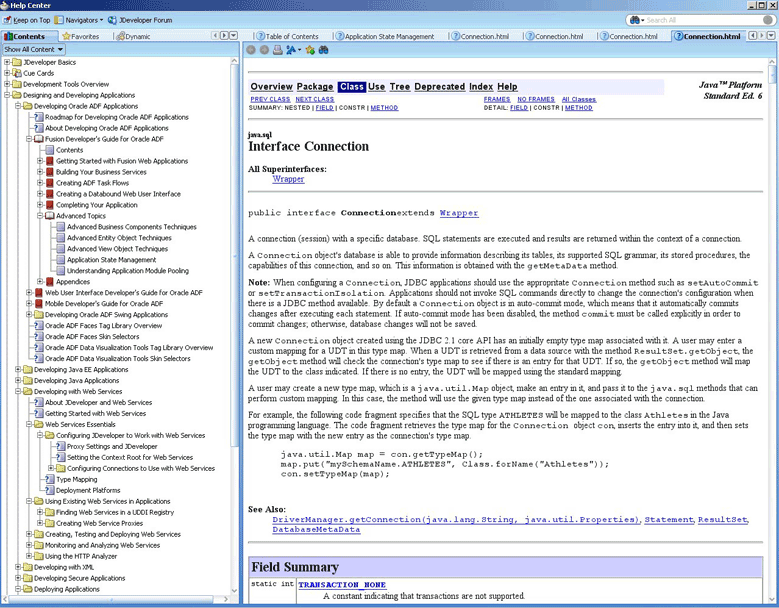 Help Center
Keep on Top Navigators JDeveloper Forum
Search All
Contents Favorites Dynamic
Table of Contents Application State Management Connection.html Connection.html Connection.html Connection.html
Show All Content
JDeveloper Basics
Cue Cards
Development Tools Overview
Designing and Developing Applications
Developing Oracle ADF Applications
Roadmap for Developing Oracle ADF Applications
About Developing Oracle ADF Applications
Fusion Developer's Guide for Oracle ADF
Contents
Getting Started with Fusion Web Applications
Building Your Business Services
Creating ADF Task Flows
Creating a Databound Web User Interface
Completing Your Application
Advanced Topics
Advanced Business Components Techniques
Advanced Entity Object Techniques
Advanced View Object Techniques
Application State Management
Understanding Application Module Pooling
Appendices
Web User Interface Developer's Guide for Oracle ADF
Mobile Developer's Guide for Oracle ADF
Developing Oracle ADF Swing Applications
Oracle ADF Faces Tag Library Overview
Oracle ADF Faces Skin Selectors
Oracle ADF Data Visualization Tools Tag Library Overview
Oracle ADF Data Visualization Tools Skin Selectors
Developing Java EE Applications
Developing Java Applications
Developing with Web Services
About JDeveloper and Web Services
Getting Started with Web Services
Web Services Essentials
Configuring JDeveloper to Work with Web Services
Proxy Settings and JDeveloper
Setting the Context Root for Web Services
Configuring Connections to Use with Web Services
Type Mapping
Deployment Platforms
Using Existing Web Services in Applications
Finding Web Services in a UDDI Registry
Creating Web Service Proxies
Creating, Testing and Deploying Web Services
Monitoring and Analyzing Web Services
Using the HTTP Analyzer
Developing with XML
Developing Secure Applications
Deploying Applications
Overview Package Class Use Tree Deprecated Index Help
Java™ Platform
Standard Ed. 6
PREV CLASS NEXT CLASS
FRAMES NO FRAMES All Classes
SUMMARY: NESTED | FIELD | CONSTR | METHOD
DETAIL: FIELD | CONSTR | METHOD
java.sql
Interface Connection
All Superinterfaces:
Wrapper
public interface Connectionextends Wrapper
A connection (session) with a specific database. SQL statements are executed and results are returned within the context of a connection.
A Connection object's database is able to provide information describing its tables, its supported SQL grammar, its stored procedures, the
capabilities of this connection, and so on. This information is obtained with the getMetaData method.
Note: When configuring a Connection, JDBC applications should use the appropritate Connection method such as setAutoCommit
or setTransactionIsolation. Applications should not invoke SQL commands directly to change the connection's configuration when
there is a JDBC method available. By default a Connection object is in auto-commit mode, which means that it automatically commits
changes after executing each statement. If auto-commit mode has been disabled, the method commit must be called explicitly in order to
commit changes; otherwise, database changes will not be saved.
A new Connection object created using the JDBC 2.1 core API has an initially empty type map associated with it. A user may enter a
custom mapping for a UDT in this type map. When a UDT is retrieved from a data source with the method ResultSet.getObject, the
getObject method will check the connection's type map to see if there is an entry for that UDT. If so, the getObject method will map
the UDT to the class indicated. If there is no entry, the UDT will be mapped using the standard mapping.
A user may create a new type map, which is a java.util.Map object, make an entry in it, and pass it to the java.sql methods that can
perform custom mapping. In this case, the method will use the given type map instead of the one associated with the connection.
For example, the following code fragment specifies that the SQL type ATHLETES will be mapped to the class Athletes in the Java
programming language. The code fragment retrieves the type map for the Connection object con, inserts the entry into it, and then sets
the type map with the new entry as the connection's type map.
java.util.Map map = con.getTypeMap();
map.put("mySchemaName.ATHLETES", Class.forName("Athletes"));
con.setTypeMap(map);
See Also:
DriverManager.getConnection(java.lang.String, java.util.Properties), Statement, ResultSet,
DatabaseMetaData
Field Summary
static int TRANSACTION_NONE
A constant indicating that transactions are not supported.